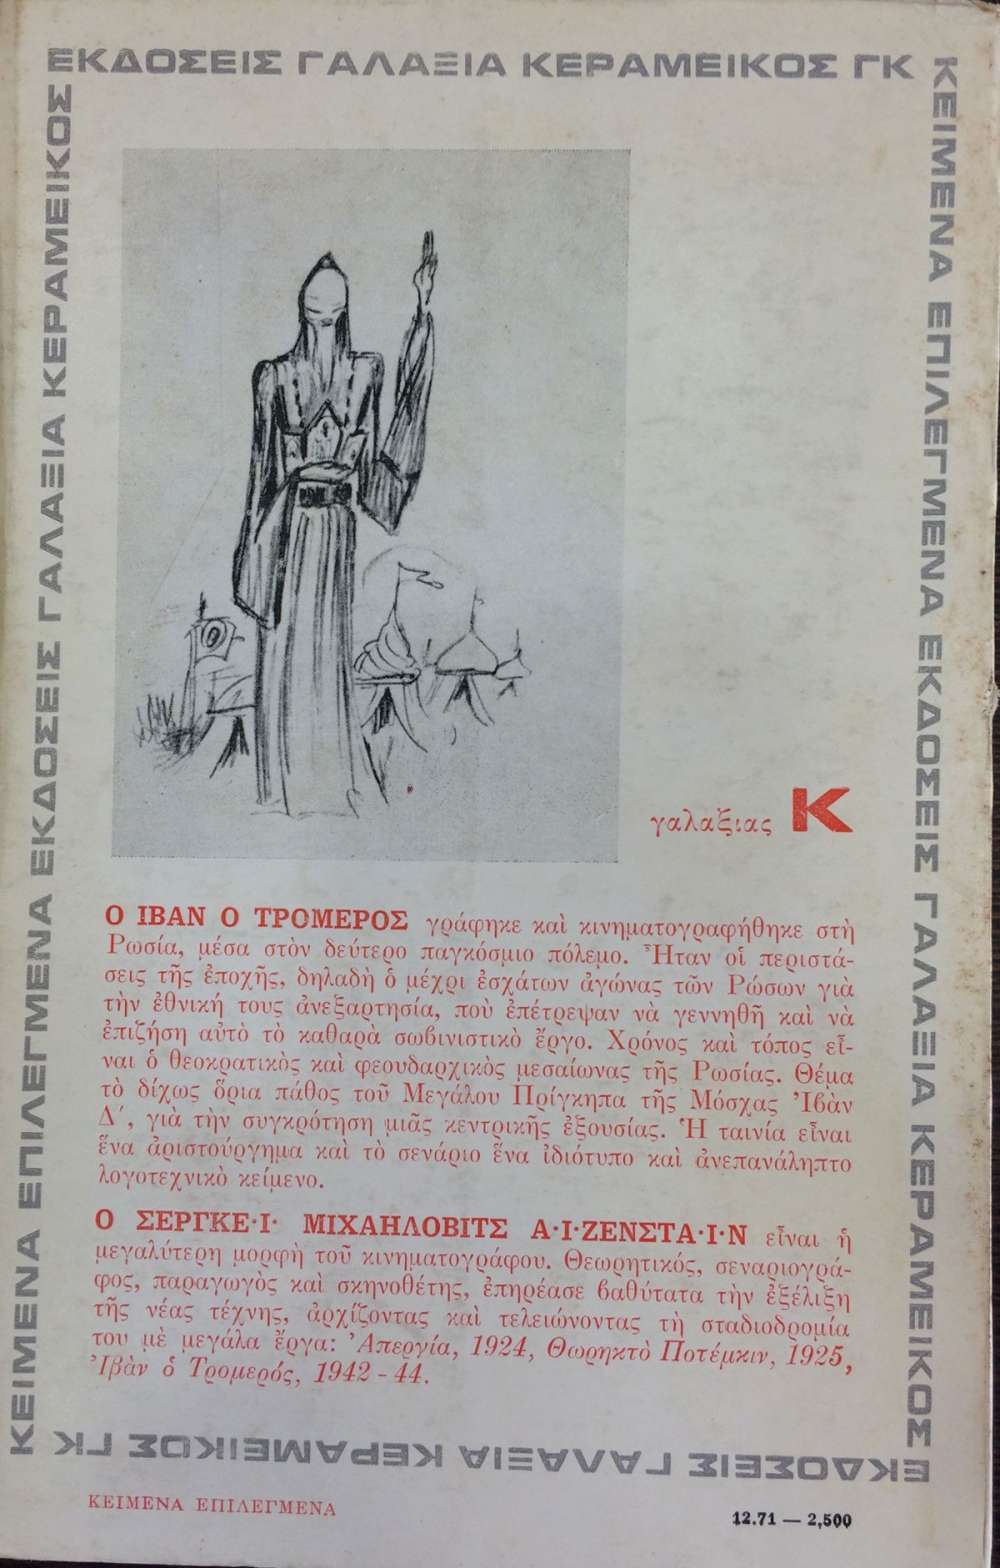 ΕΚΔΟΣΕΙΣ ΓΑΛΑΞΙΑ ΚΕΡΑΜΕΙΚΟΣ ΓΚ
ΚΕΙΜΕΝΑ ΕΠΙΛΕΓΜΕΝΑ ΕΚΔΟΣΕΙΣ ΓΑΛΑΞΙΑ ΚΕΡΑΜΕΙΚΟΣ
ΕΚΔΟΣΕΙΣ ΓΑΛΑΞΙΑ ΚΕΡΑΜΕΙΚΟΣ ΓΚ
ΚΕΙΜΕΝΑ ΕΠΙΛΕΓΜΕΝΑ ΕΚΔΟΣΕΙΣ ΓΑΛΑΞΙΑ ΚΕΡΑΜΕΙΚΟΣ
γαλαξιας Κ
Ο ΙΒΑΝ Ο ΤΡΟΜΕΡΟΣ γράφηκε καὶ κινηματογραφήθηκε στὴ
Ρωσία, μέσα στὸν δεύτερο παγκόσμιο πόλεμο. Ἦταν οἱ περιστά-
σεις τῆς ἐποχῆς, δηλαδὴ ὁ μέχρι ἐσχάτων ἀγώνας τῶν Ρώσων γιὰ
τὴν ἐθνική τους ἀνεξαρτησία, ποὺ ἐπέτρεψαν νὰ γεννηθῆ καὶ νὰ
ἐπιζήση αὐτὸ τὸ καθαρὰ σωβινιστικὸ ἔργο. Χρόνος καὶ τόπος εἶ-
ναι ὁ θεοκρατικὸς καὶ φεουδαρχικὸς μεσαίωνας τῆς Ρωσίας. Θέμα
τὸ δίχως ὅρια πάθος τοῦ Μεγάλου Πρίγκηπα τῆς Μόσχας Ἰβὰν
Δ΄, γιὰ τὴν συγκρότηση μιᾶς κεντρικῆς ἐξουσίας. Ἡ ταινία εἶναι
ἕνα ἀριστούργημα καὶ τὸ σενάριο ἕνα ἰδιότυπο καὶ ἀνεπανάληπτο
λογοτεχνικὸ κείμενο.
Ο ΣΕΡΓΚΕ·Ι· ΜΙΧΑΗΛΟΒΙΤΣ Α·Ι·ΖΕΝΣΤΑ·Ι·Ν εἶναι ἡ
μεγαλύτερη μορφὴ τοῦ κινηματογράφου. Θεωρητικός, σεναριογρά-
φος, παραγωγὸς καὶ σκηνοθέτης, ἐπηρέασε βαθύτατα τὴν ἐξέλιξη
τῆς νέας τέχνης, ἀρχίζοντας καὶ τελειώνοντας τὴ σταδιοδρομία
του μὲ μεγάλα ἔργα: Ἀπεργία, 1924, Θωρηκτὸ Ποτέμκιν, 1925,
Ἰβὰν ὁ Τρομερός, 1942 - 44.
ΚΕΙΜΕΝΑ ΕΠΙΛΕΓΜΕΝΑ
12.71 — 2,500